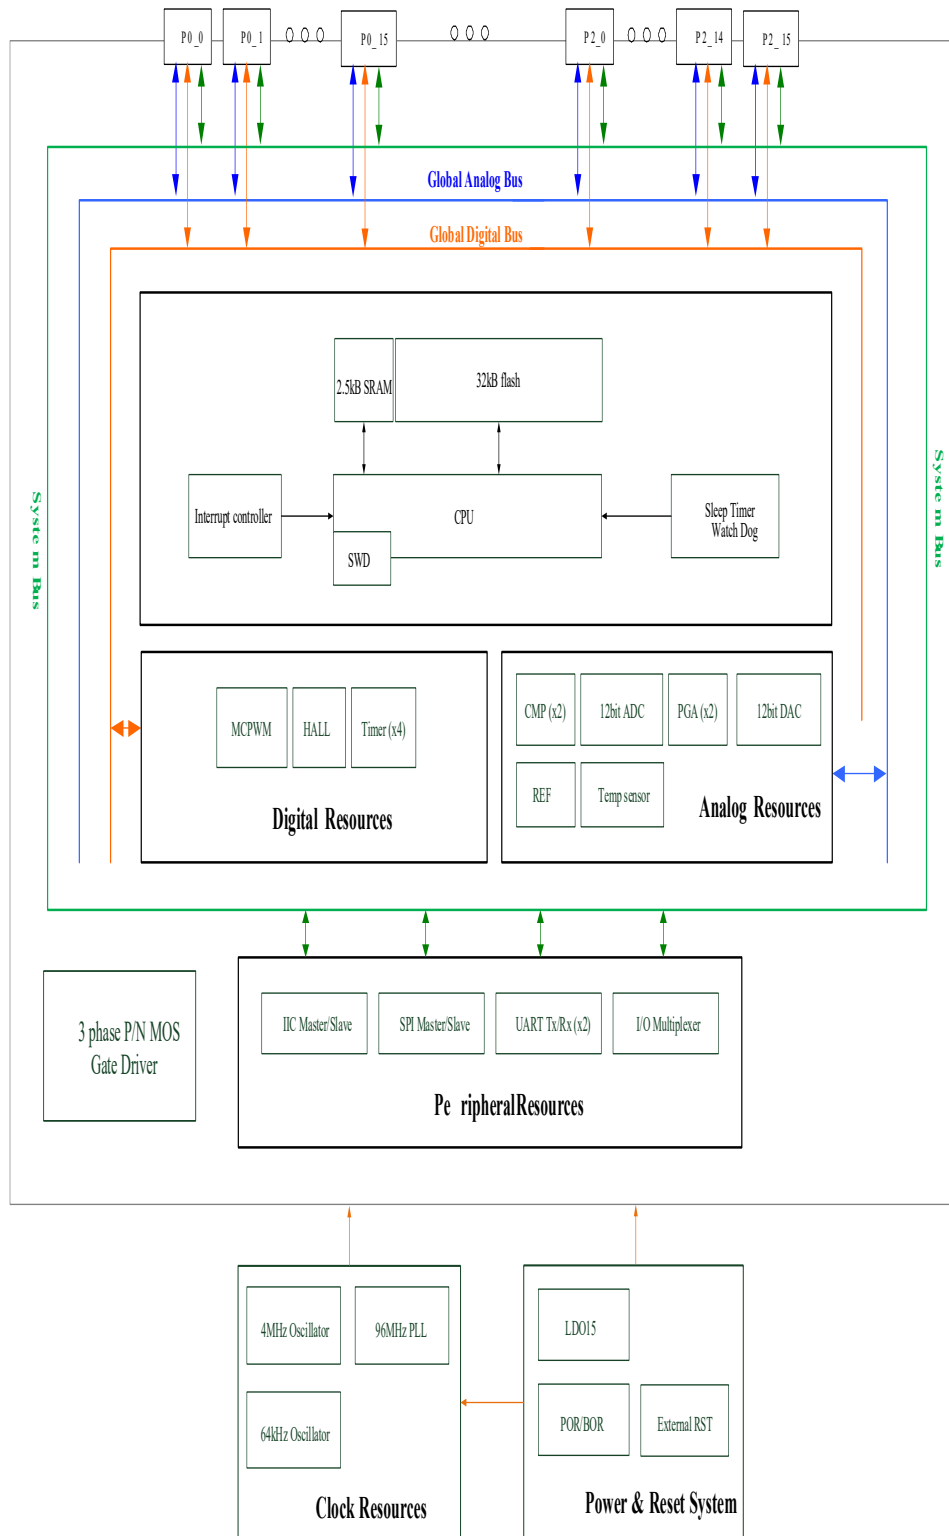 P0_0
P0_1
P0_15
P2_0
P2_14
P2_15
Global Analog Bus
Global Digital Bus
2.5kB SRAM
32kB flash
Interrupt controller
CPU
SWD
Sleep Timer
Watch Dog
Syste m Bus
Syste m Bus
MCPWM
HALL
Timer (x4)
Digital Resources
CMP (x2)
12bit ADC
PGA (x2)
12bit DAC
REF
Temp sensor
Analog Resources
3 phase P/N MOS
Gate Driver
IIC Master/Slave
SPI Master/Slave
UART Tx/Rx (x2)
I/O Multiplexer
Pe ripheralResources
4MHz Oscillator
96MHz PLL
64kHz Oscillator
Clock Resources
LDO15
POR/BOR
External RST
Power & Reset System